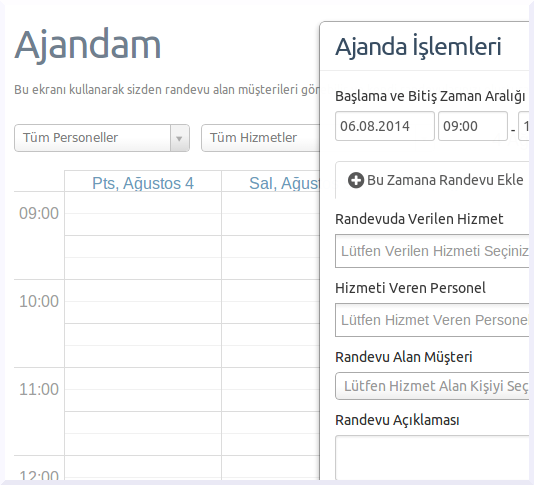 Ajandam
Bu ekranı kullanarak sizden randevu alan müşterileri
Tüm Personeller
Tüm Hizmetler
Pts, Ağustos 4
Sal, Ağustos
09:00
10:00
11:00
12:00
Ajanda İşlemleri
Başlama ve Bitiş Zaman Aralığı
06.08.2014 09:00 - 1
Bu Zamana Randevu Ekle
Randevuda Verilen Hizmet
Lütfen Verilen Hizmeti Seçiniz
Hizmeti Veren Personel
Lütfen Hizmet Veren Persone
Randevu Alan Müşteri
Lütfen Hizmet Alan Kişiyi Seç
Randevu Açıklaması